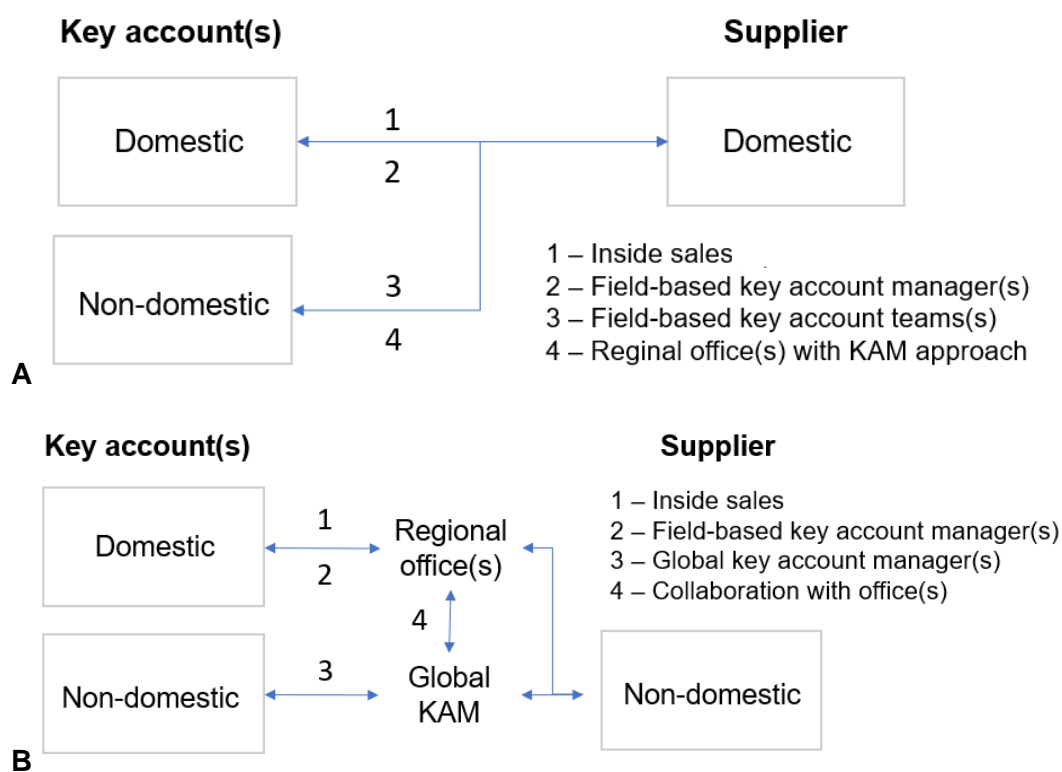 Key account(s)
Supplier
Domestic
1
2
Domestic
Non-domestic
3
4
1 – Inside sales
2 – Field-based key account manager(s)
3 – Field-based key account teams(s)
4 – Reginal office(s) with KAM approach
A
Key account(s)
Supplier
Domestic
1
2
Regional
office(s)
1 – Inside sales
2 – Field-based key account manager(s)
3 – Global key account manager(s)
4 – Collaboration with office(s)
4
Non-domestic
3
Global
KAM
Non-domestic
B